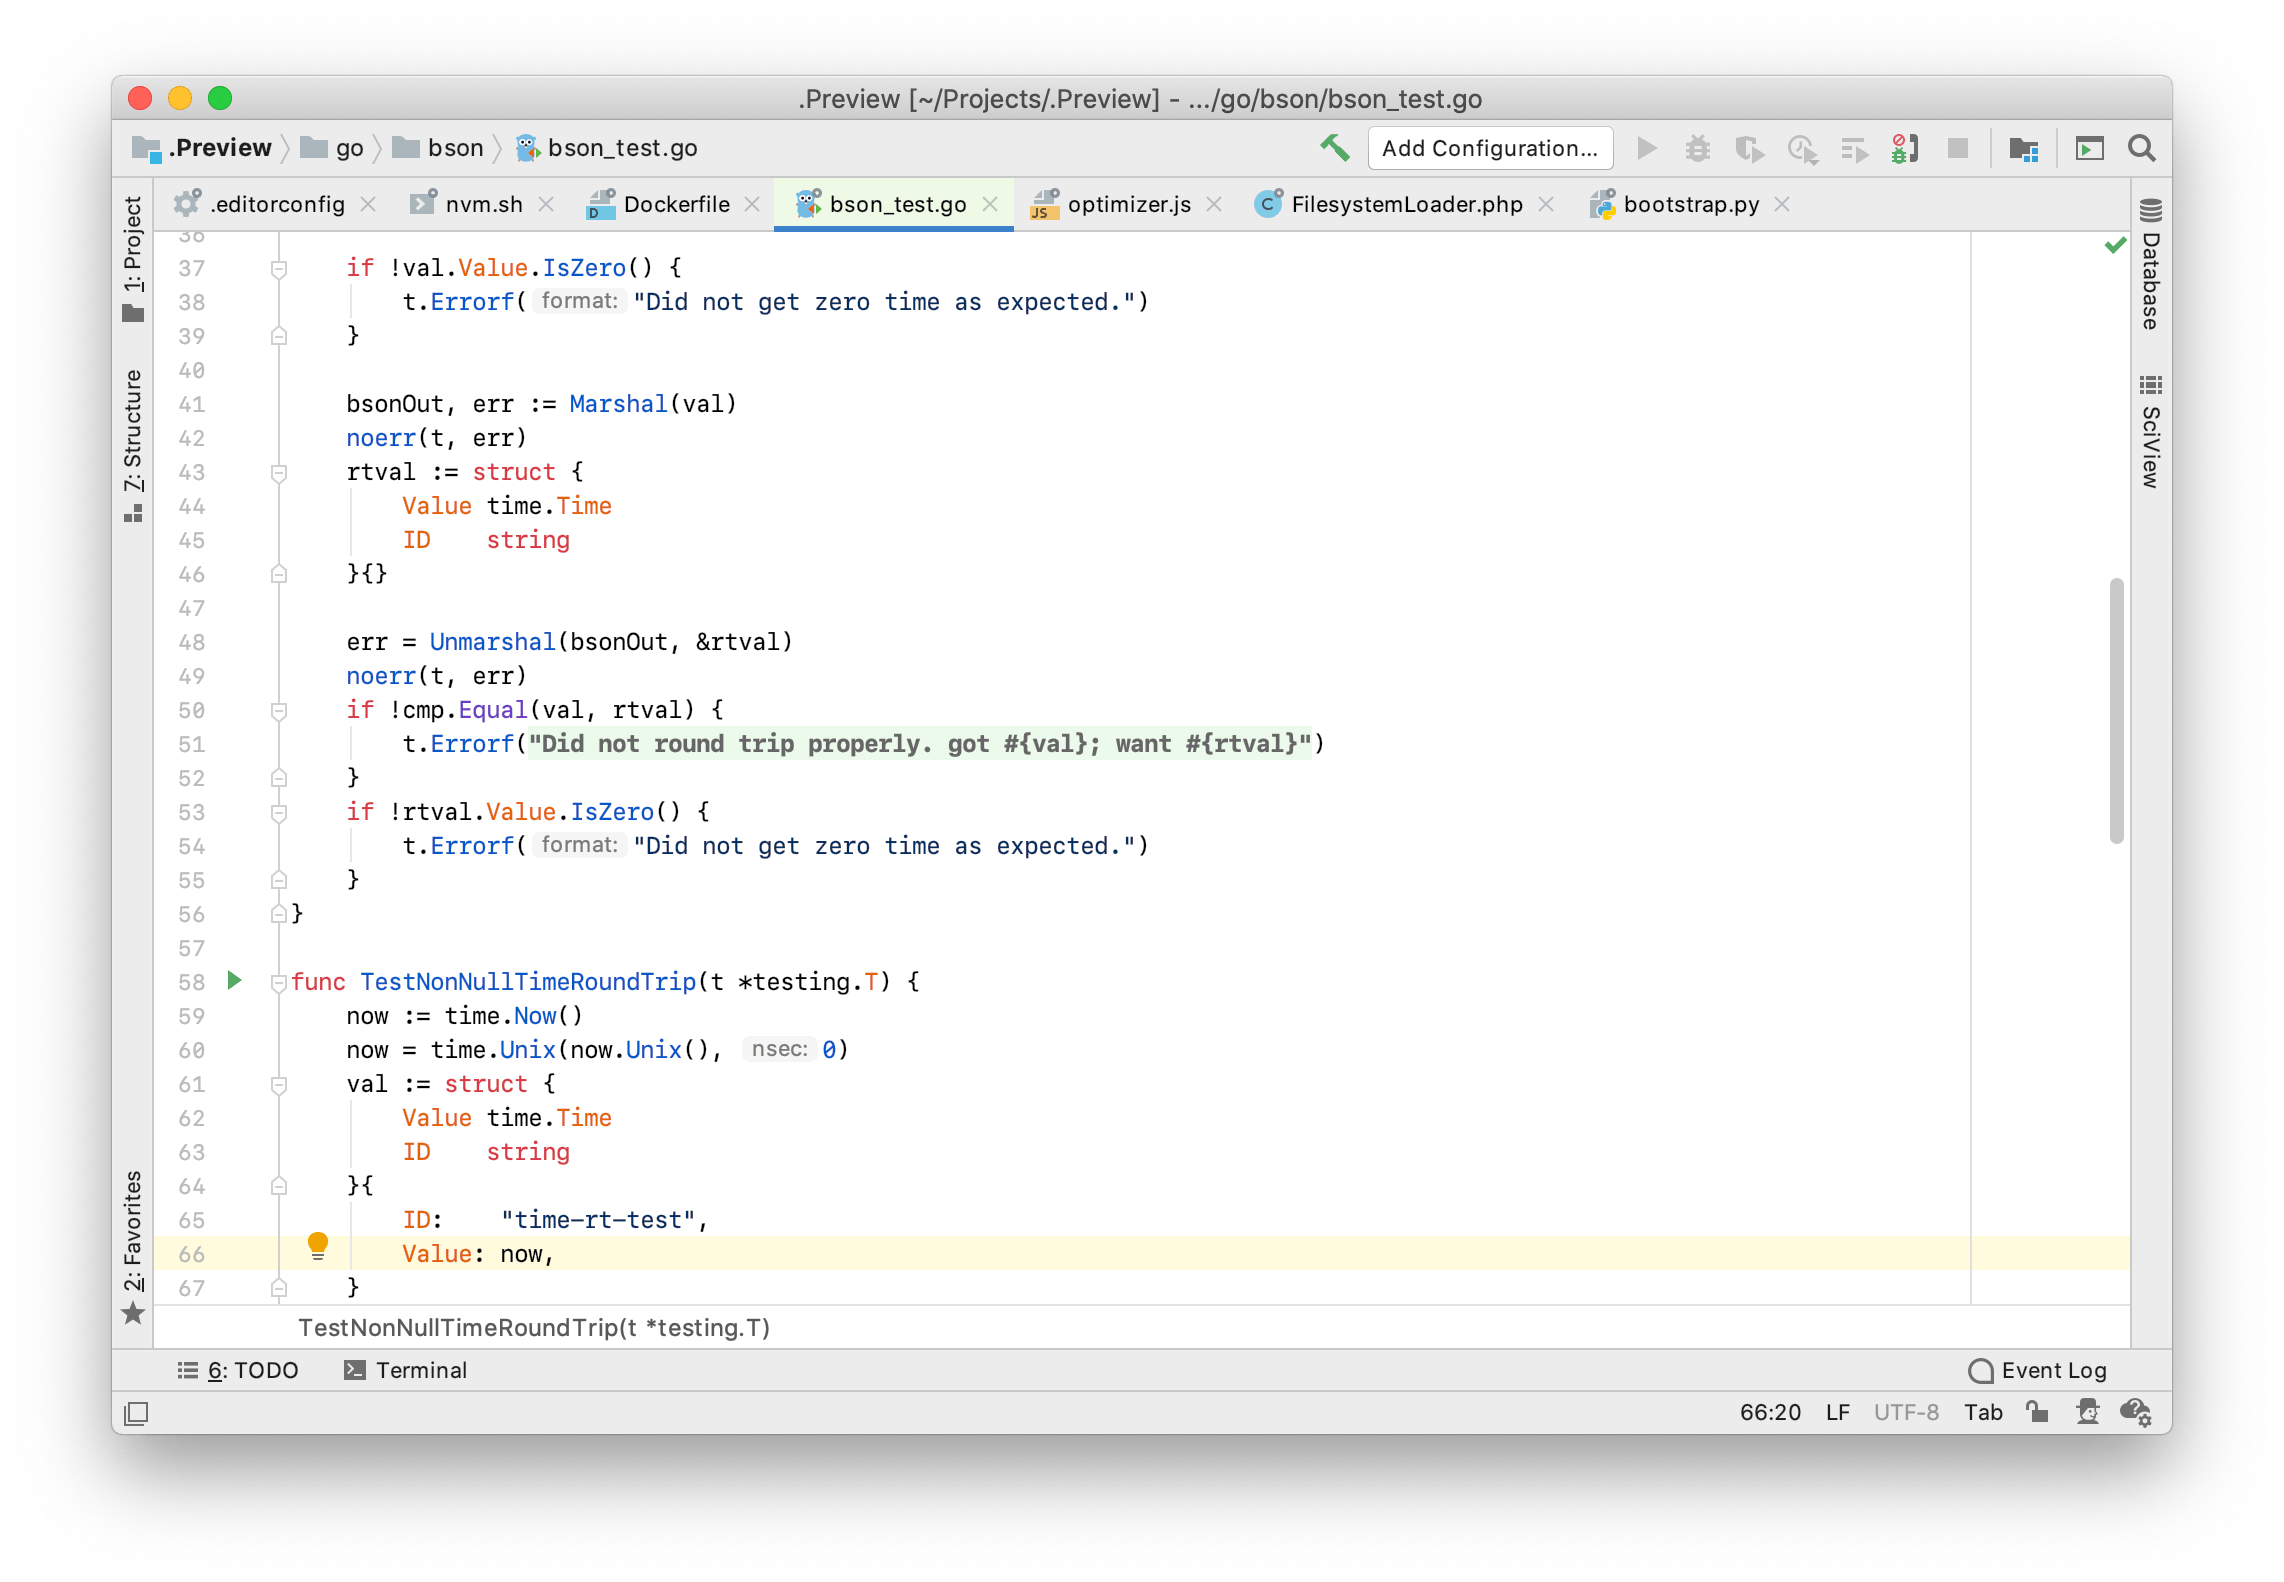 .Preview [~/Projects/.Preview] - .../go/bson/bson_test.go
.Preview go bson bson_test.go Add Configuration...
.editorconfig nvm.sh Dockerfile bson_test.go optimizer.js FilesystemLoader.php bootstrap.py
1: Project
7: Structure
2: Favorites
Database
SciView
36
37 if !val.Value.IsZero() {
38 t.Errorf( format: "Did not get zero time as expected.")
39 }
40
41 bsonOut, err := Marshal(val)
42 noerr(t, err)
43 rtval := struct {
44 Value time.Time
45 ID string
46 }{}
47
48 err = Unmarshal(bsonOut, &rtval)
49 noerr(t, err)
50 if !cmp.Equal(val, rtval) {
51 t.Errorf("Did not round trip properly. got #{val}; want #{rtval}")
52 }
53 if !rtval.Value.IsZero() {
54 t.Errorf( format: "Did not get zero time as expected.")
55 }
56 }
57
58 func TestNonNullTimeRoundTrip(t *testing.T) {
59 now := time.Now()
60 now = time.Unix(now.Unix(), nsec: 0)
61 val := struct {
62 Value time.Time
63 ID string
64 }{
65 ID: "time-rt-test",
66 Value: now,
67 }
TestNonNullTimeRoundTrip(t *testing.T)
6: TODO Terminal Event Log
66:20 LF UTF-8 Tab